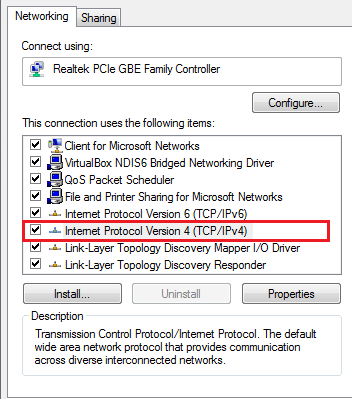 Networking Sharing
Connect using:
Realtek PCIe GBE Family Controller
Configure...
This connection uses the following items:
Client for Microsoft Networks
VirtualBox NDIS6 Bridged Networking Driver
QoS Packet Scheduler
File and Printer Sharing for Microsoft Networks
Internet Protocol Version 6 (TCP/IPv6)
Internet Protocol Version 4 (TCP/IPv4)
Link-Layer Topology Discovery Mapper I/O Driver
Link-Layer Topology Discovery Responder
Install... Uninstall Properties
Description
Transmission Control Protocol/Internet Protocol. The default
wide area network protocol that provides communication
across diverse interconnected networks.